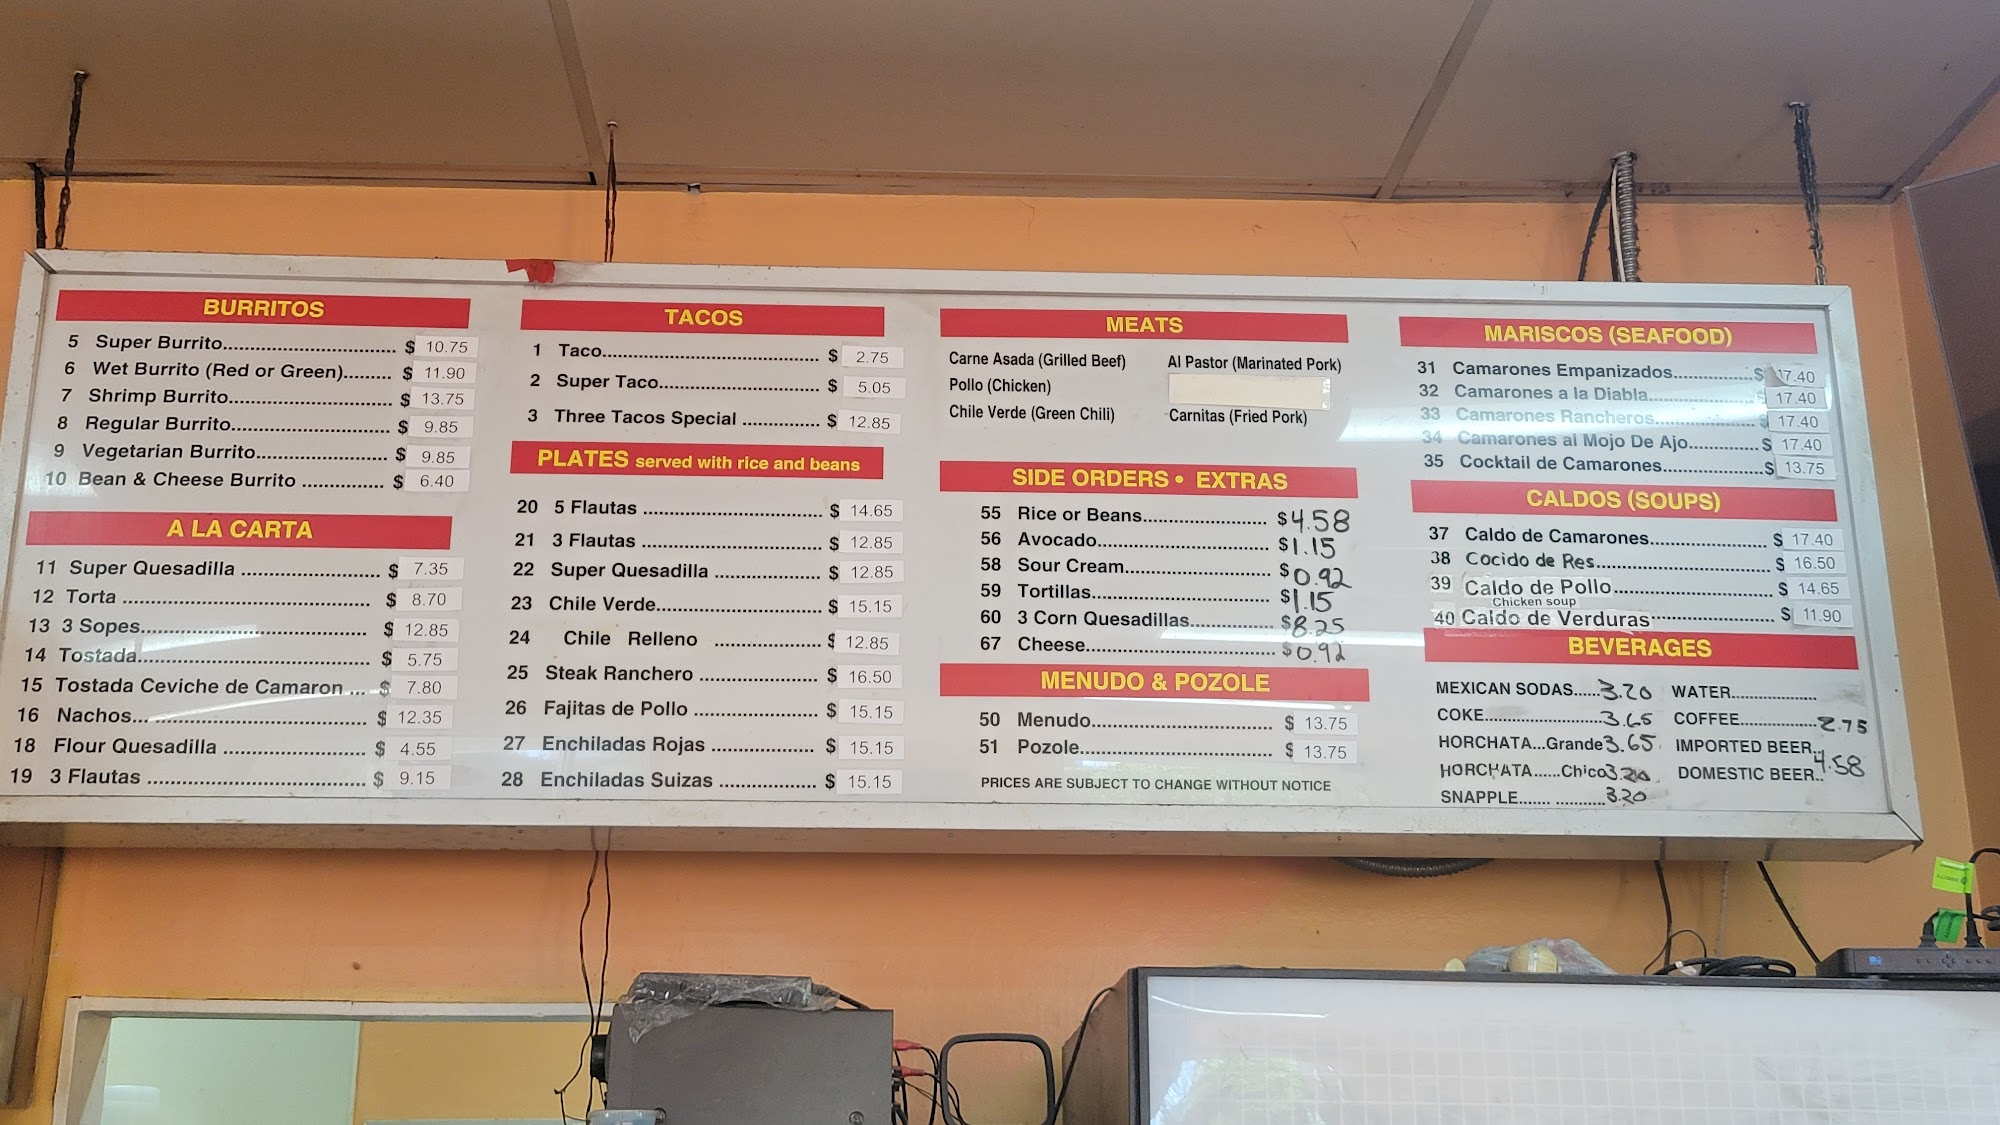 BURRITOS
5 Super Burrito.............................. $ 10.75
6 Wet Burrito (Red or Green)........ $ 11.90
7 Shrimp Burrito............................ $ 13.75
8 Regular Burrito........................... $ 9.85
9 Vegetarian Burrito...................... $ 9.85
10 Bean & Cheese Burrito .............. $ 6.40
A LA CARTA
11 Super Quesadilla ........................ $ 7.35
12 Torta ........................................... $ 8.70
13 3 Sopes....................................... $ 12.85
14 Tostada........................................ $ 5.75
15 Tostada Ceviche de Camaron ... $ 7.80
16 Nachos......................................... $ 12.35
18 Flour Quesadilla ......................... $ 4.55
19 3 Flautas ...................................... $ 9.15
TACOS
1 Taco...................................... $ 2.75
2 Super Taco............................ $ 5.05
3 Three Tacos Special ............. $ 12.85
PLATES served with rice and beans
20 5 Flautas ............................... $ 14.65
21 3 Flautas ............................... $ 12.85
22 Super Quesadilla .................. $ 12.85
23 Chile Verde............................ $ 15.15
24 Chile Relleno .................. $ 12.85
25 Steak Ranchero .................... $ 16.50
26 Fajitas de Pollo ..................... $ 15.15
27 Enchiladas Rojas .................. $ 15.15
28 Enchiladas Suizas ................. $ 15.15
MEATS
Carne Asada (Grilled Beef) Al Pastor (Marinated Pork)
Pollo (Chicken)
Chile Verde (Green Chili) Carnitas (Fried Pork)
SIDE ORDERS • EXTRAS
55 Rice or Beans..................... $4.58
56 Avocado............................. $1.15
58 Sour Cream........................ $0.92
59 Tortillas.............................. $1.15
60 3 Corn Quesadillas............. $8.25
67 Cheese............................... $0.92
MENUDO & POZOLE
50 Menudo............................... $ 13.75
51 Pozole................................. $ 13.75
PRICES ARE SUBJECT TO CHANGE WITHOUT NOTICE
MARISCOS (SEAFOOD)
31 Camarones Empanizados.............. $ 17.40
32 Camarones a la Diabla.................. $ 17.40
33 Camarones Rancheros.................. $ 17.40
34 Camarones al Mojo De Ajo............ $ 17.40
35 Cocktail de Camarones................. $ 13.75
CALDOS (SOUPS)
37 Caldo de Camarones.................... $ 17.40
38 Cocido de Res.............................. $ 16.50
39 Caldo de Pollo............................. $ 14.65
Chicken soup
40 Caldo de Verduras....................... $ 11.90
BEVERAGES
MEXICAN SODAS......3.20 WATER.................
COKE..........................3.65 COFFEE...............2.75
HORCHATA...Grande3.65 IMPORTED BEER..
HORCHATA......Chico3.20 DOMESTIC BEER..4.58
SNAPPLE....... ...........3.20